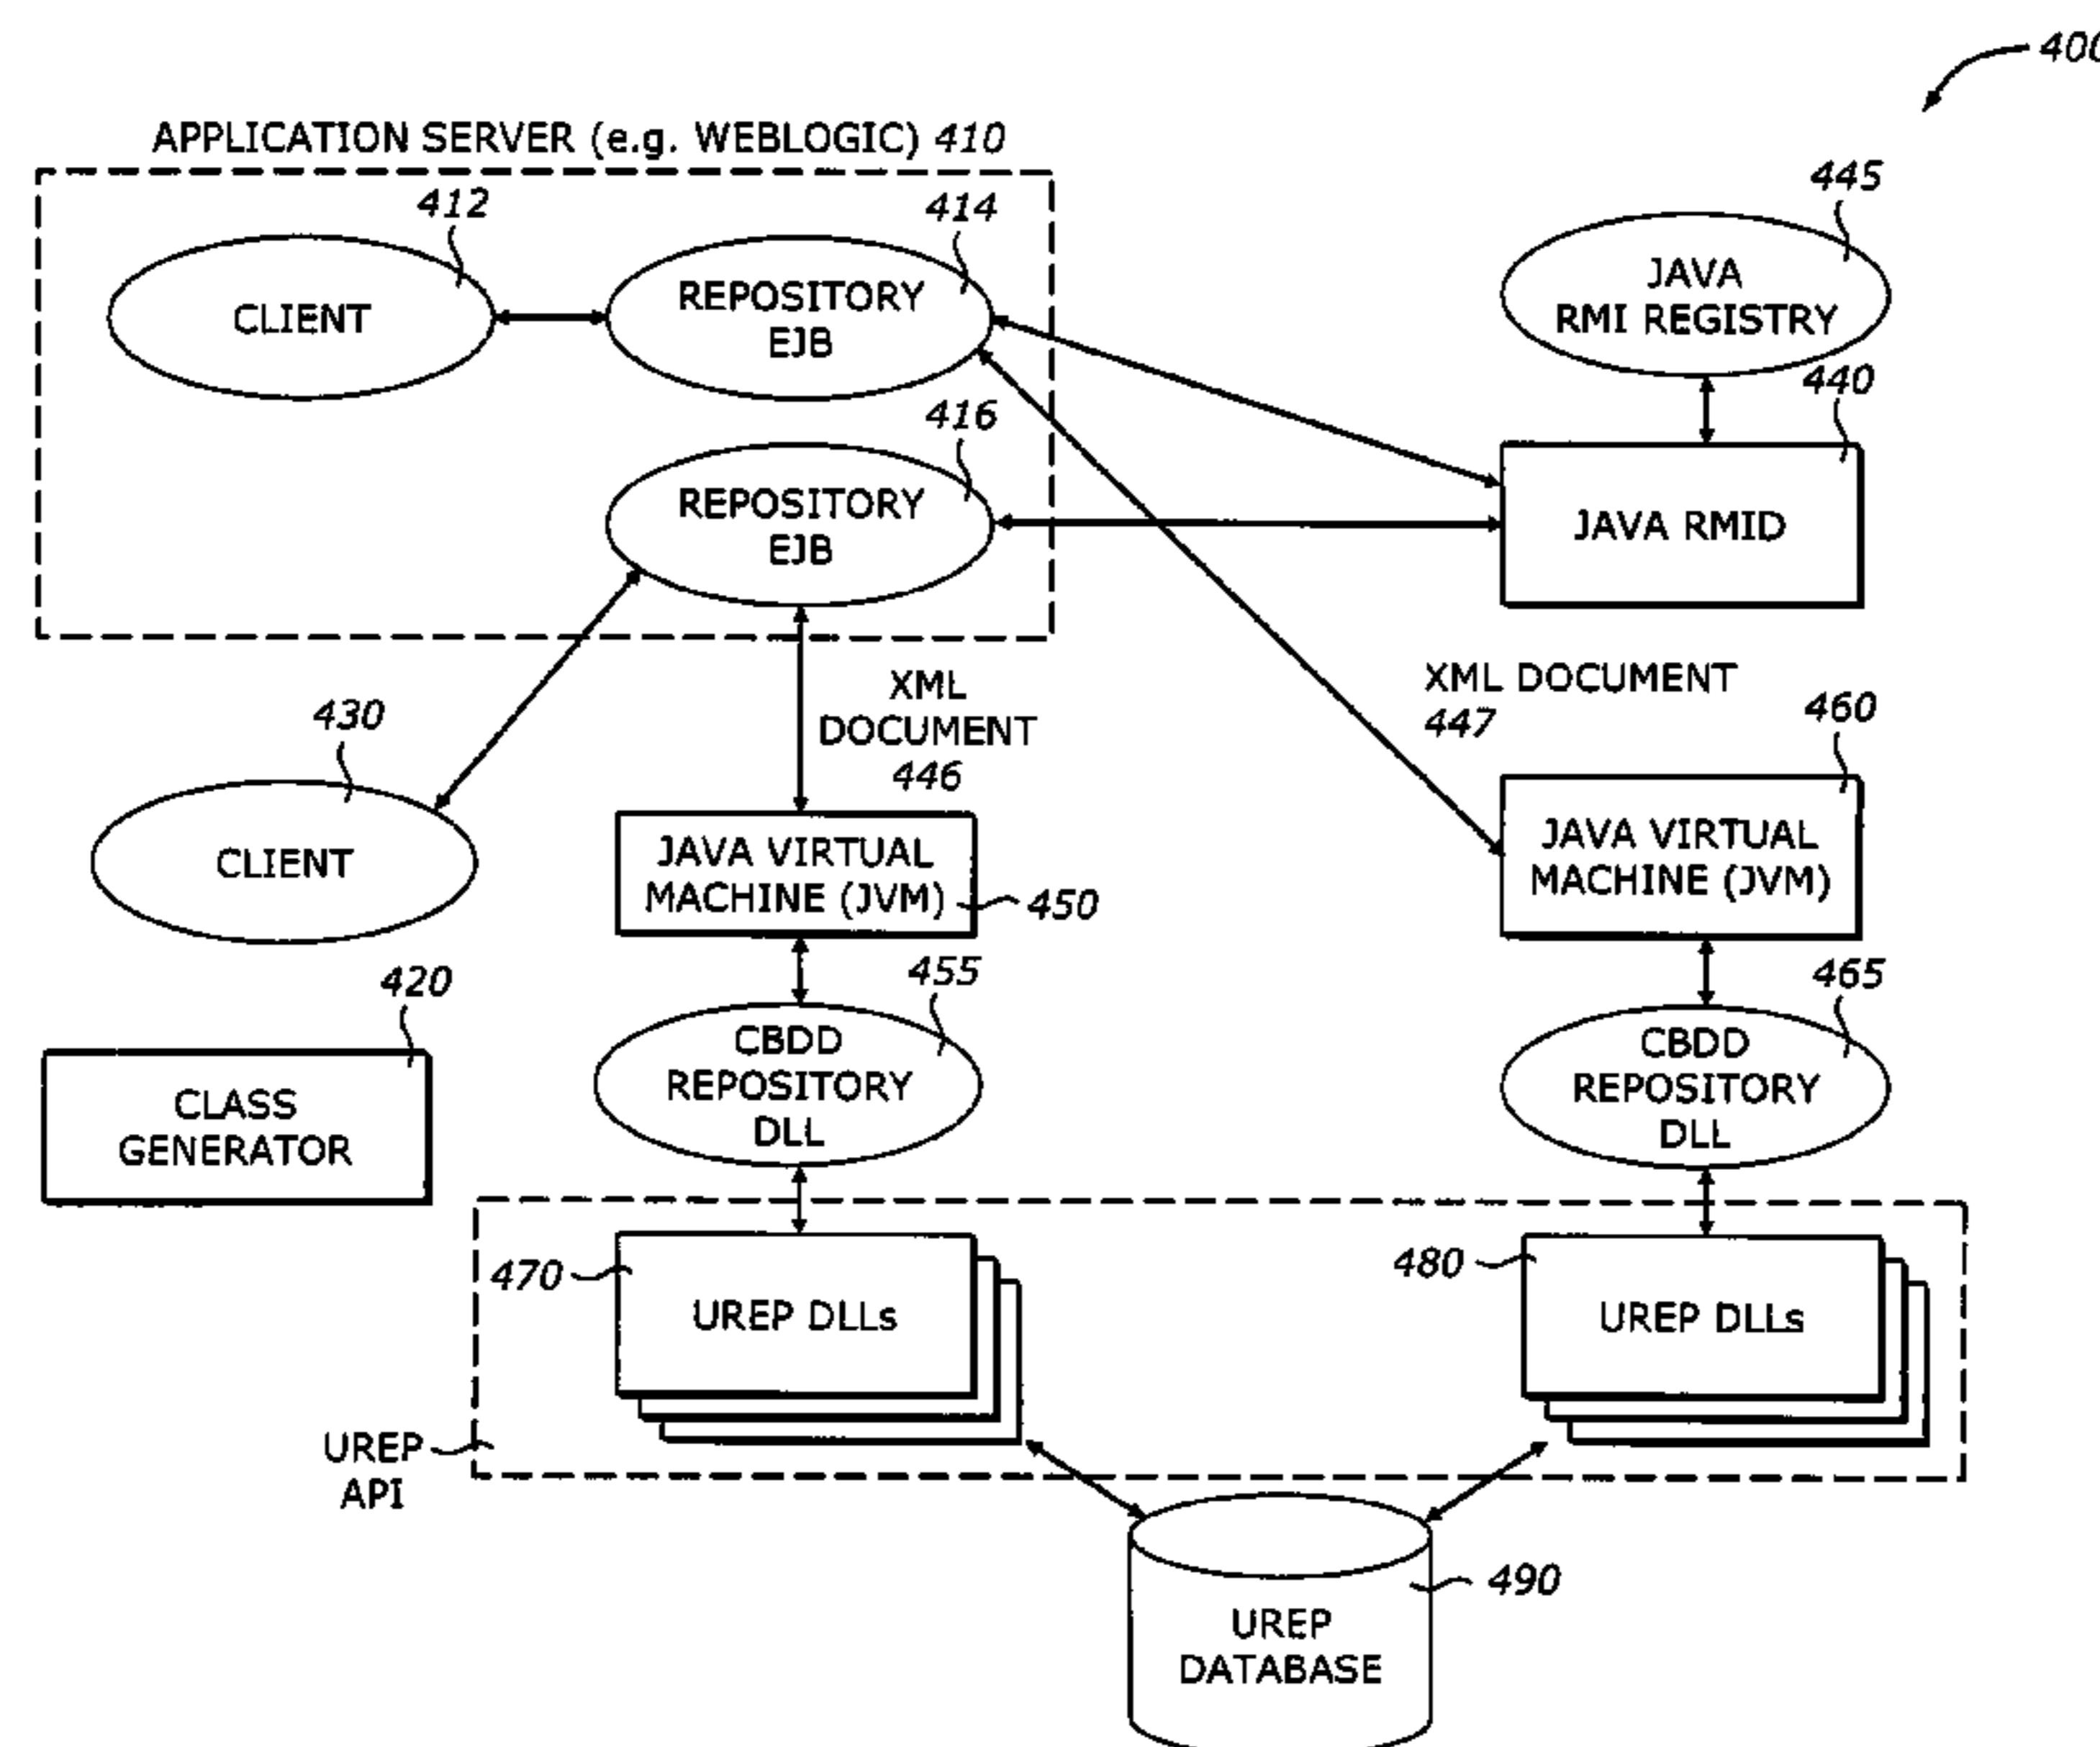 400
APPLICATION SERVER (e.g. WEBLOGIC) 410
412
414
445
CLIENT
REPOSITORY
EJB
JAVA
RMI REGISTRY
440
416
REPOSITORY
EJB
JAVA RMID
XML
DOCUMENT
446
XML DOCUMENT
447
460
430
CLIENT
JAVA VIRTUAL
MACHINE (JVM)
450
JAVA VIRTUAL
MACHINE (JVM)
420
455
465
CLASS
GENERATOR
CBDD
REPOSITORY
DLL
CBDD
REPOSITORY
DLL
470
UREP DLLs
480
UREP DLLs
UREP
API
490
UREP
DATABASE